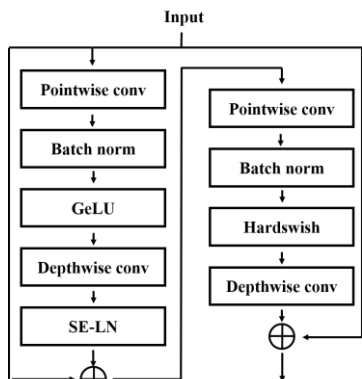 Input
Pointwise conv
Batch norm
GeLU
Depthwise conv
SE-LN
Pointwise conv
Batch norm
Hardswish
Depthwise conv